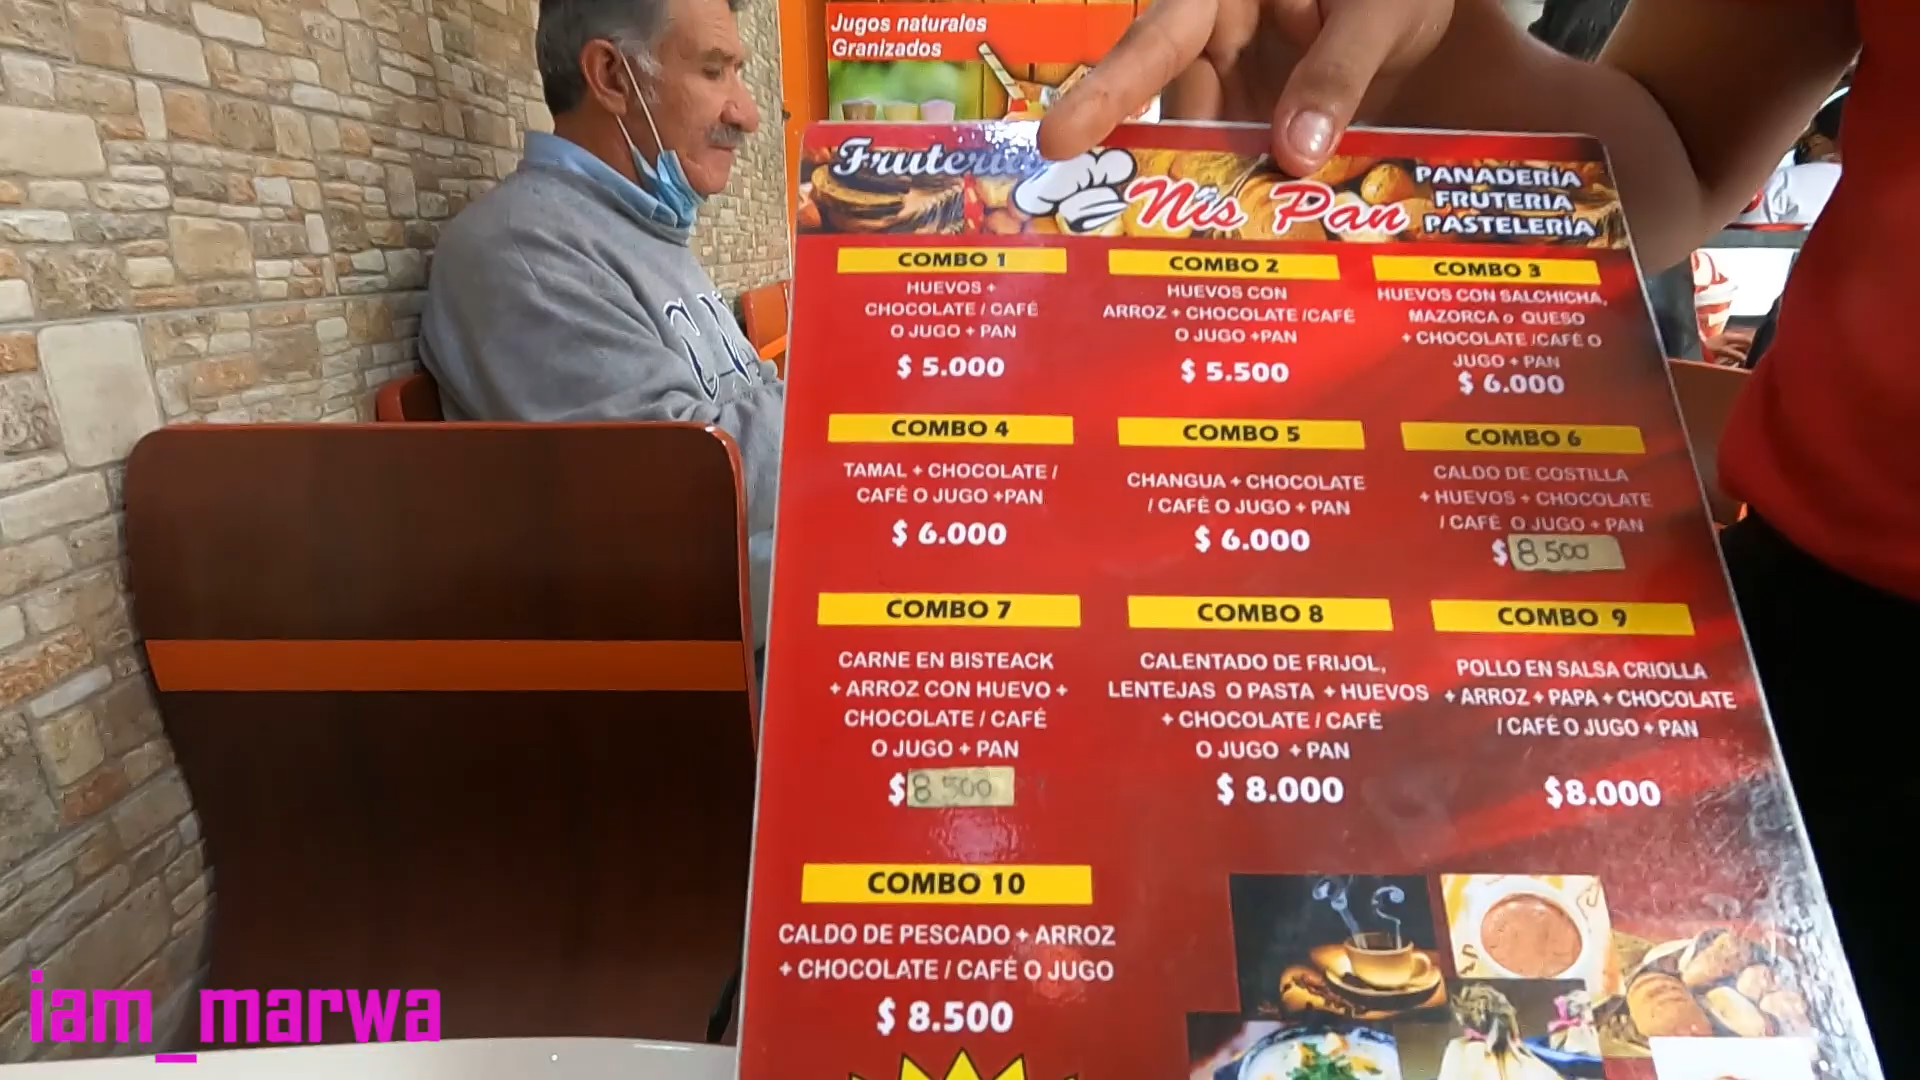 Jugos naturales
Granizados
Nis Pan
PANADERÍA
FRUTERIA
PASTELERÍA
COMBO 1
HUEVOS +
CHOCOLATE / CAFÉ
O JUGO + PAN
$ 5.000
COMBO 2
HUEVOS CON
ARROZ + CHOCOLATE /CAFÉ
O JUGO +PAN
$ 5.500
COMBO 3
HUEVOS CON SALCHICHA,
MAZORCA o QUESO
+ CHOCOLATE /CAFÉ O
JUGO + PAN
$ 6.000
COMBO 4
TAMAL + CHOCOLATE /
CAFÉ O JUGO +PAN
$ 6.000
COMBO 5
CHANGUA + CHOCOLATE
/ CAFÉ O JUGO + PAN
$ 6.000
COMBO 6
CALDO DE COSTILLA
+ HUEVOS + CHOCOLATE
/ CAFÉ O JUGO + PAN
$ 8.500
COMBO 7
CARNE EN BISTEACK
+ ARROZ CON HUEVO +
CHOCOLATE / CAFÉ
O JUGO + PAN
$ 8.500
COMBO 8
CALENTADO DE FRIJOL,
LENTEJAS O PASTA + HUEVOS
+ CHOCOLATE / CAFÉ
O JUGO + PAN
$ 8.000
COMBO 9
POLLO EN SALSA CRIOLLA
+ ARROZ + PAPA + CHOCOLATE
/ CAFÉ O JUGO + PAN
$8.000
COMBO 10
CALDO DE PESCADO + ARROZ
+ CHOCOLATE / CAFÉ O JUGO
$ 8.500
iam_marwa